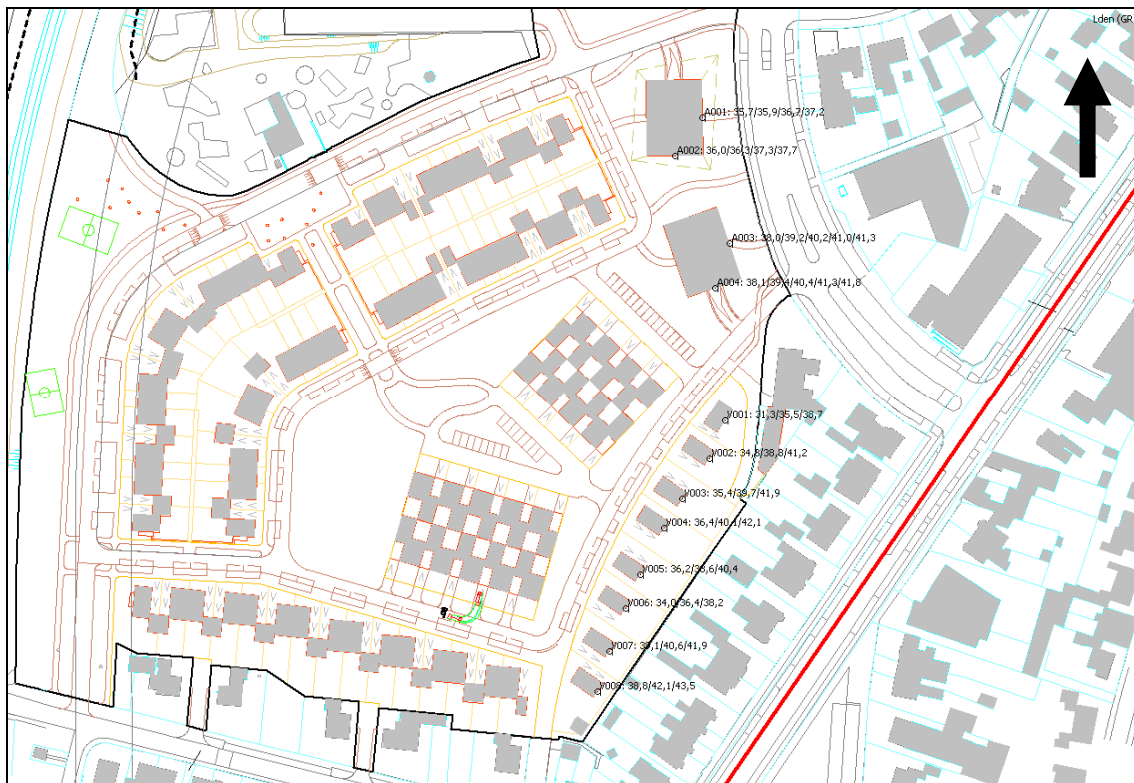 Lden (GR
A001: 35,7/35,9/36,7/37,2
A002: 36,0/36,3/37,3/37,7
A003: 38,0/39,2/40,2/41,0/41,3
A004: 38,1/39,4/40,4/41,3/41,8
V001: 31,3/35,5/38,7
V002: 34,8/38,8/41,2
V003: 35,4/39,7/41,9
V004: 36,4/40,1/42,1
V005: 36,2/38,6/40,4
V006: 34,0/36,4/38,2
V007: 39,1/40,6/41,9
V008: 38,8/42,1/43,5